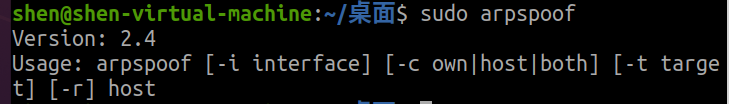 shen@shen-virtual-machine:~/桌面$ sudo arpspoof
Version: 2.4
Usage: arpspoof [-i interface] [-c own|host|both] [-t targe
t] [-r] host